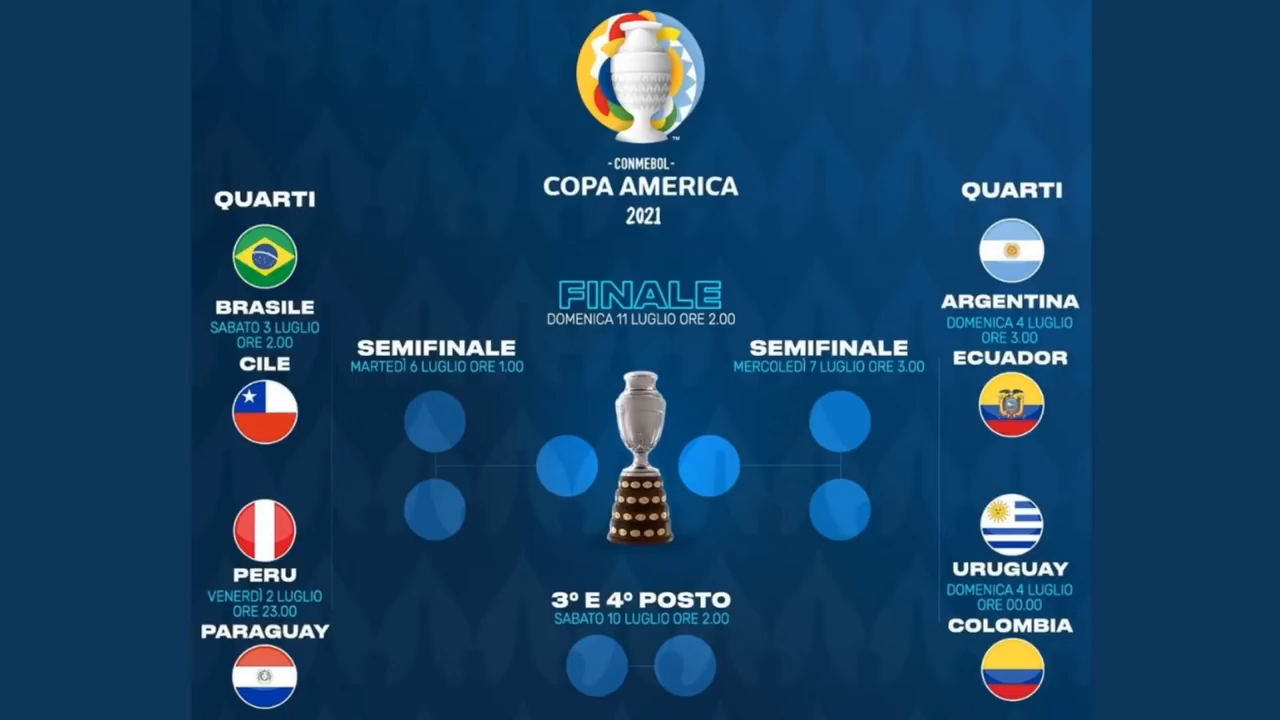 ™
-CONMEBOL-
COPA AMERICA
2021
QUARTI
BRASILE
SABATO 3 LUGLIO
ORE 2.00
CILE
PERU
VENERDÌ 2 LUGLIO
ORE 23.00
PARAGUAY
SEMIFINALE
MARTEDÌ 6 LUGLIO ORE 1.00
FINALE
DOMENICA 11 LUGLIO ORE 2.00
3° E 4° POSTO
SABATO 10 LUGLIO ORE 2.00
SEMIFINALE
MERCOLEDÌ 7 LUGLIO ORE 3.00
QUARTI
ARGENTINA
DOMENICA 4 LUGLIO
ORE 3.00
ECUADOR
URUGUAY
DOMENICA 4 LUGLIO
ORE 00.00
COLOMBIA